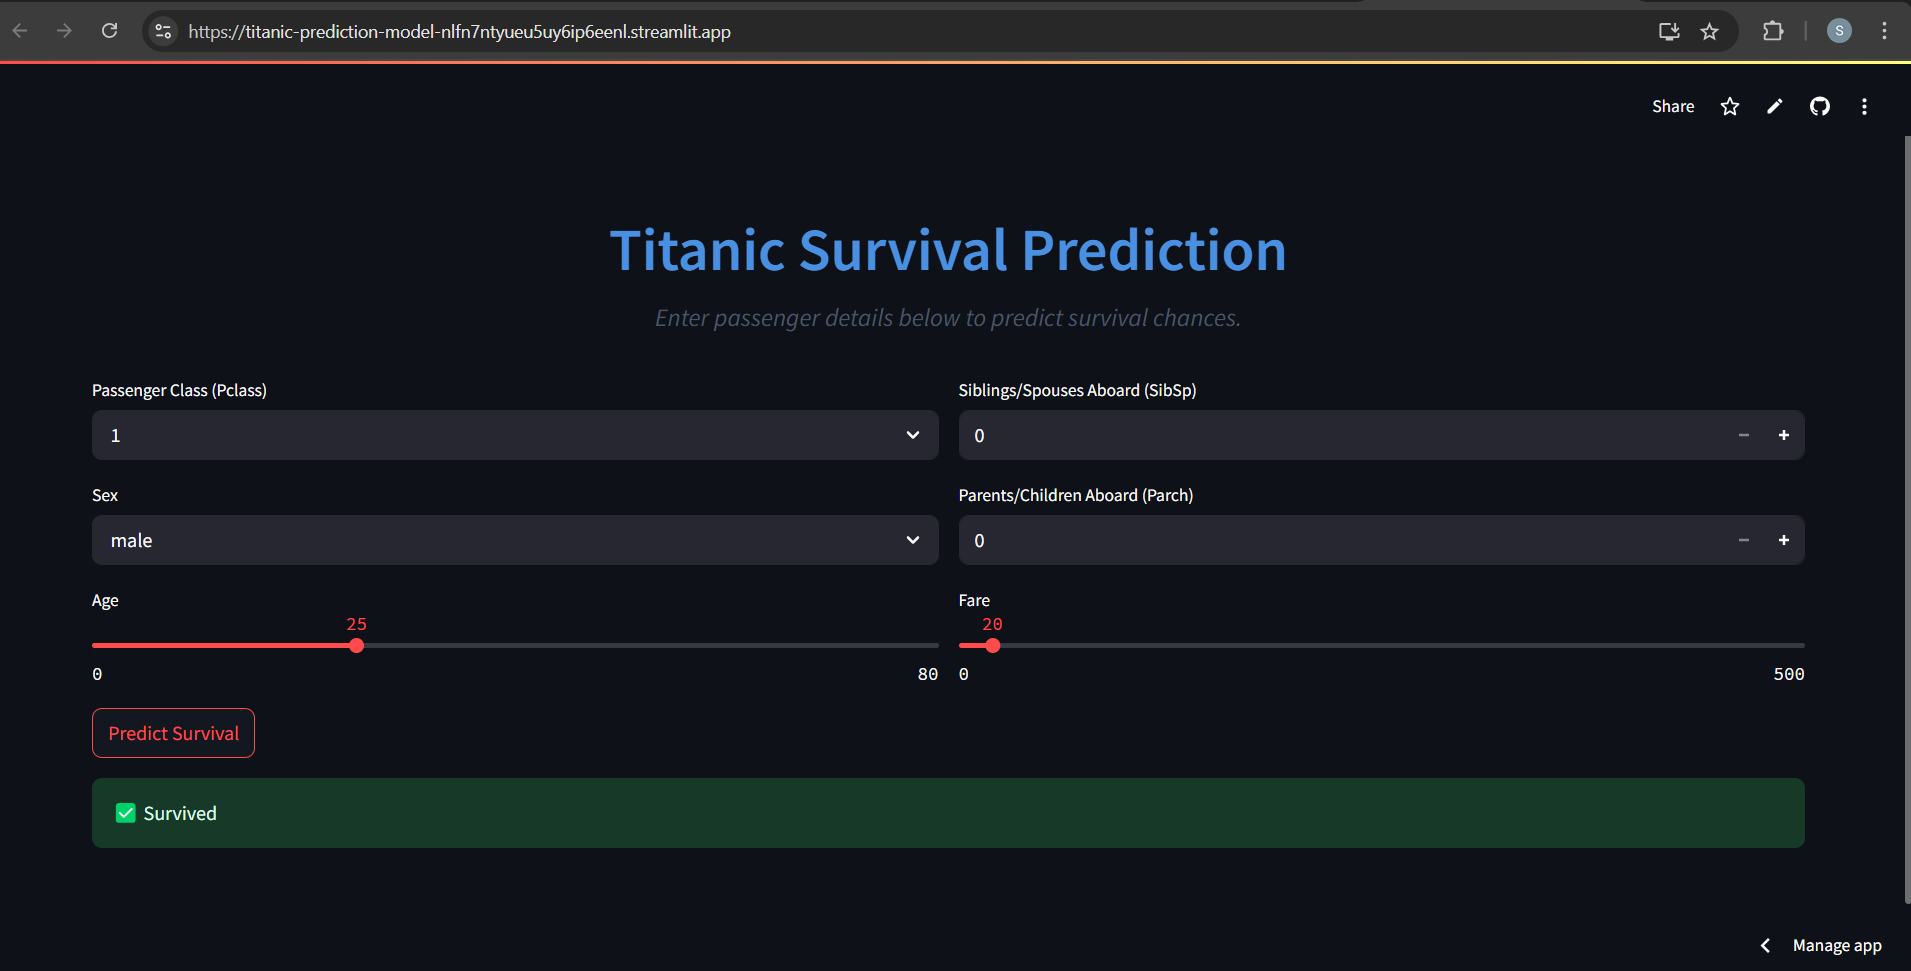 https://titanic-prediction-model-nlfn7ntyueu5uy6ip6eenl.streamlit.app
S
Share
Titanic Survival Prediction
Enter passenger details below to predict survival chances.
Passenger Class (Pclass)
1
Siblings/Spouses Aboard (SibSp)
0
Sex
male
Parents/Children Aboard (Parch)
0
Age
25
0 80
Fare
20
0 500
Predict Survival
Survived
Manage app